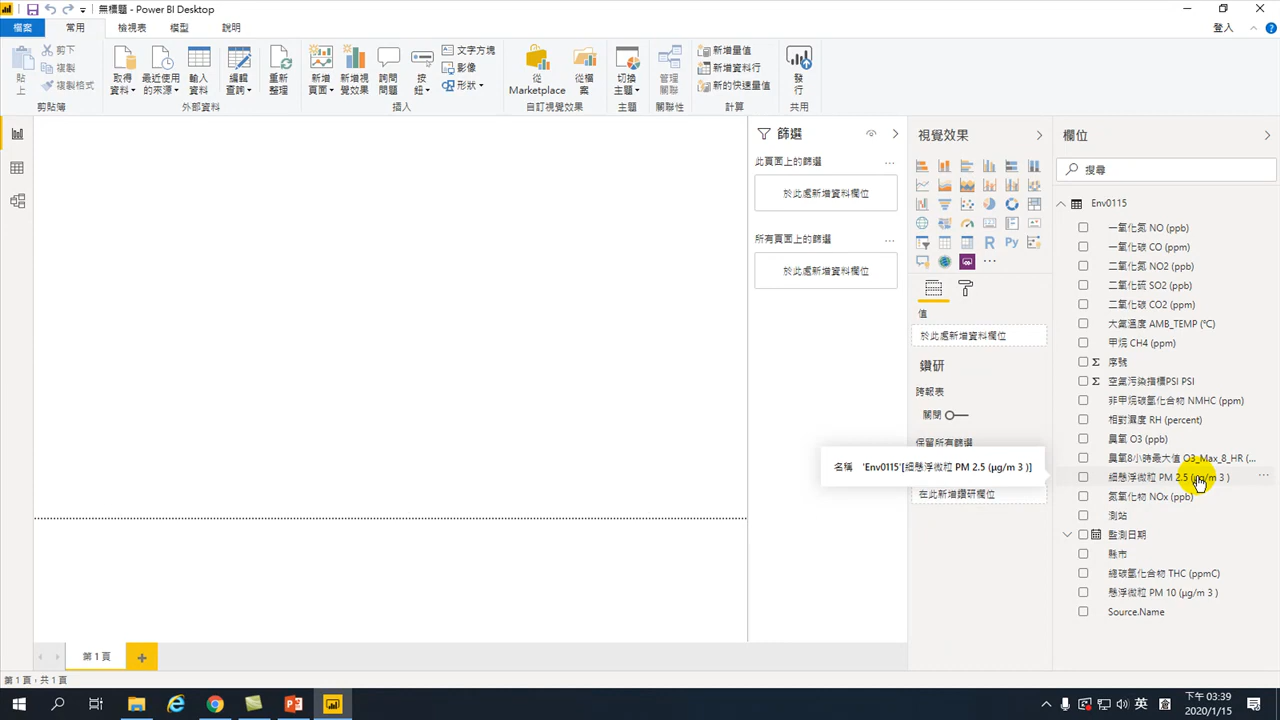 無標題 - Power BI Desktop
檔案
常用
檢視表
模型
說明
登入
貼上
剪下
複製
複製格式
剪貼簿
取得資料
最近使用的來源
輸入資料
編輯查詢
重新整理
外部資料
新增頁面
新增視覺效果
詢問問題
按鈕
文字方塊
影像
形狀
插入
從 Marketplace
從檔案
自訂視覺效果
切換主題
主題
管理關聯
關聯性
新增量值
新增資料行
新的快速量值
計算
發行
共用
篩選
此頁面上的篩選
於此處新增資料欄位
所有頁面上的篩選
於此處新增資料欄位
視覺效果
R
Py
值
於此處新增資料欄位
鑽研
跨報表
關閉
保留所有篩選
在此新增鑽研欄位
名稱 'Env0115'[細懸浮微粒 PM 2.5 (μg/m 3 )]
欄位
搜尋
Env0115
一氧化氮 NO (ppb)
一氧化碳 CO (ppm)
二氧化氮 NO2 (ppb)
二氧化硫 SO2 (ppb)
二氧化碳 CO2 (ppm)
大氣溫度 AMB_TEMP (℃)
甲烷 CH4 (ppm)
序號
空氣污染指標PSI PSI
非甲烷碳氫化合物 NMHC (ppm)
相對濕度 RH (percent)
臭氧 O3 (ppb)
臭氧8小時最大值 O3_Max_8_HR (...
細懸浮微粒 PM 2.5 (μg/m 3 )
氮氧化物 NOx (ppb)
測站
監測日期
縣市
總碳氫化合物 THC (ppmC)
懸浮微粒 PM 10 (μg/m 3 )
Source.Name
第 1 頁
第 1 頁，共 1 頁
英
下午 03:39
2020/1/15